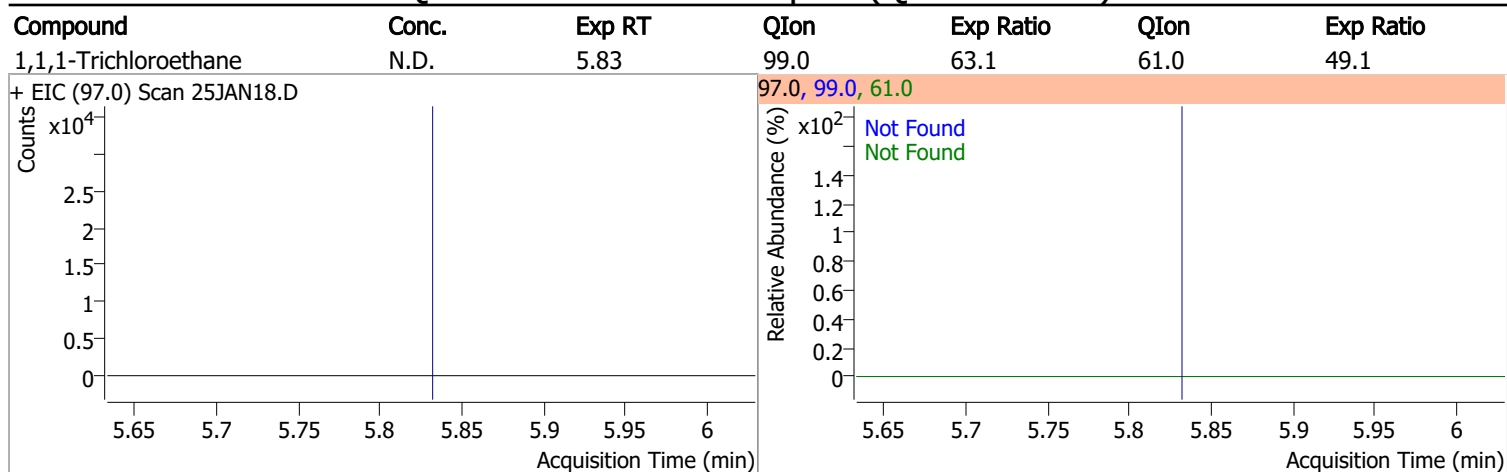 Compound Conc. Exp RT QIon Exp Ratio QIon Exp Ratio
1,1,1-Trichloroethane N.D. 5.83 99.0 63.1 61.0 49.1
+ EIC (97.0) Scan 25JAN18.D
Counts
x10⁴
2.5
2
1.5
1
0.5
0
5.65 5.7 5.75 5.8 5.85 5.9 5.95 6
Acquisition Time (min)
97.0, 99.0, 61.0
Relative Abundance (%)
x10²
Not Found
Not Found
1.4
1.2
1
0.8
0.6
0.4
0.2
0
5.65 5.7 5.75 5.8 5.85 5.9 5.95 6
Acquisition Time (min)